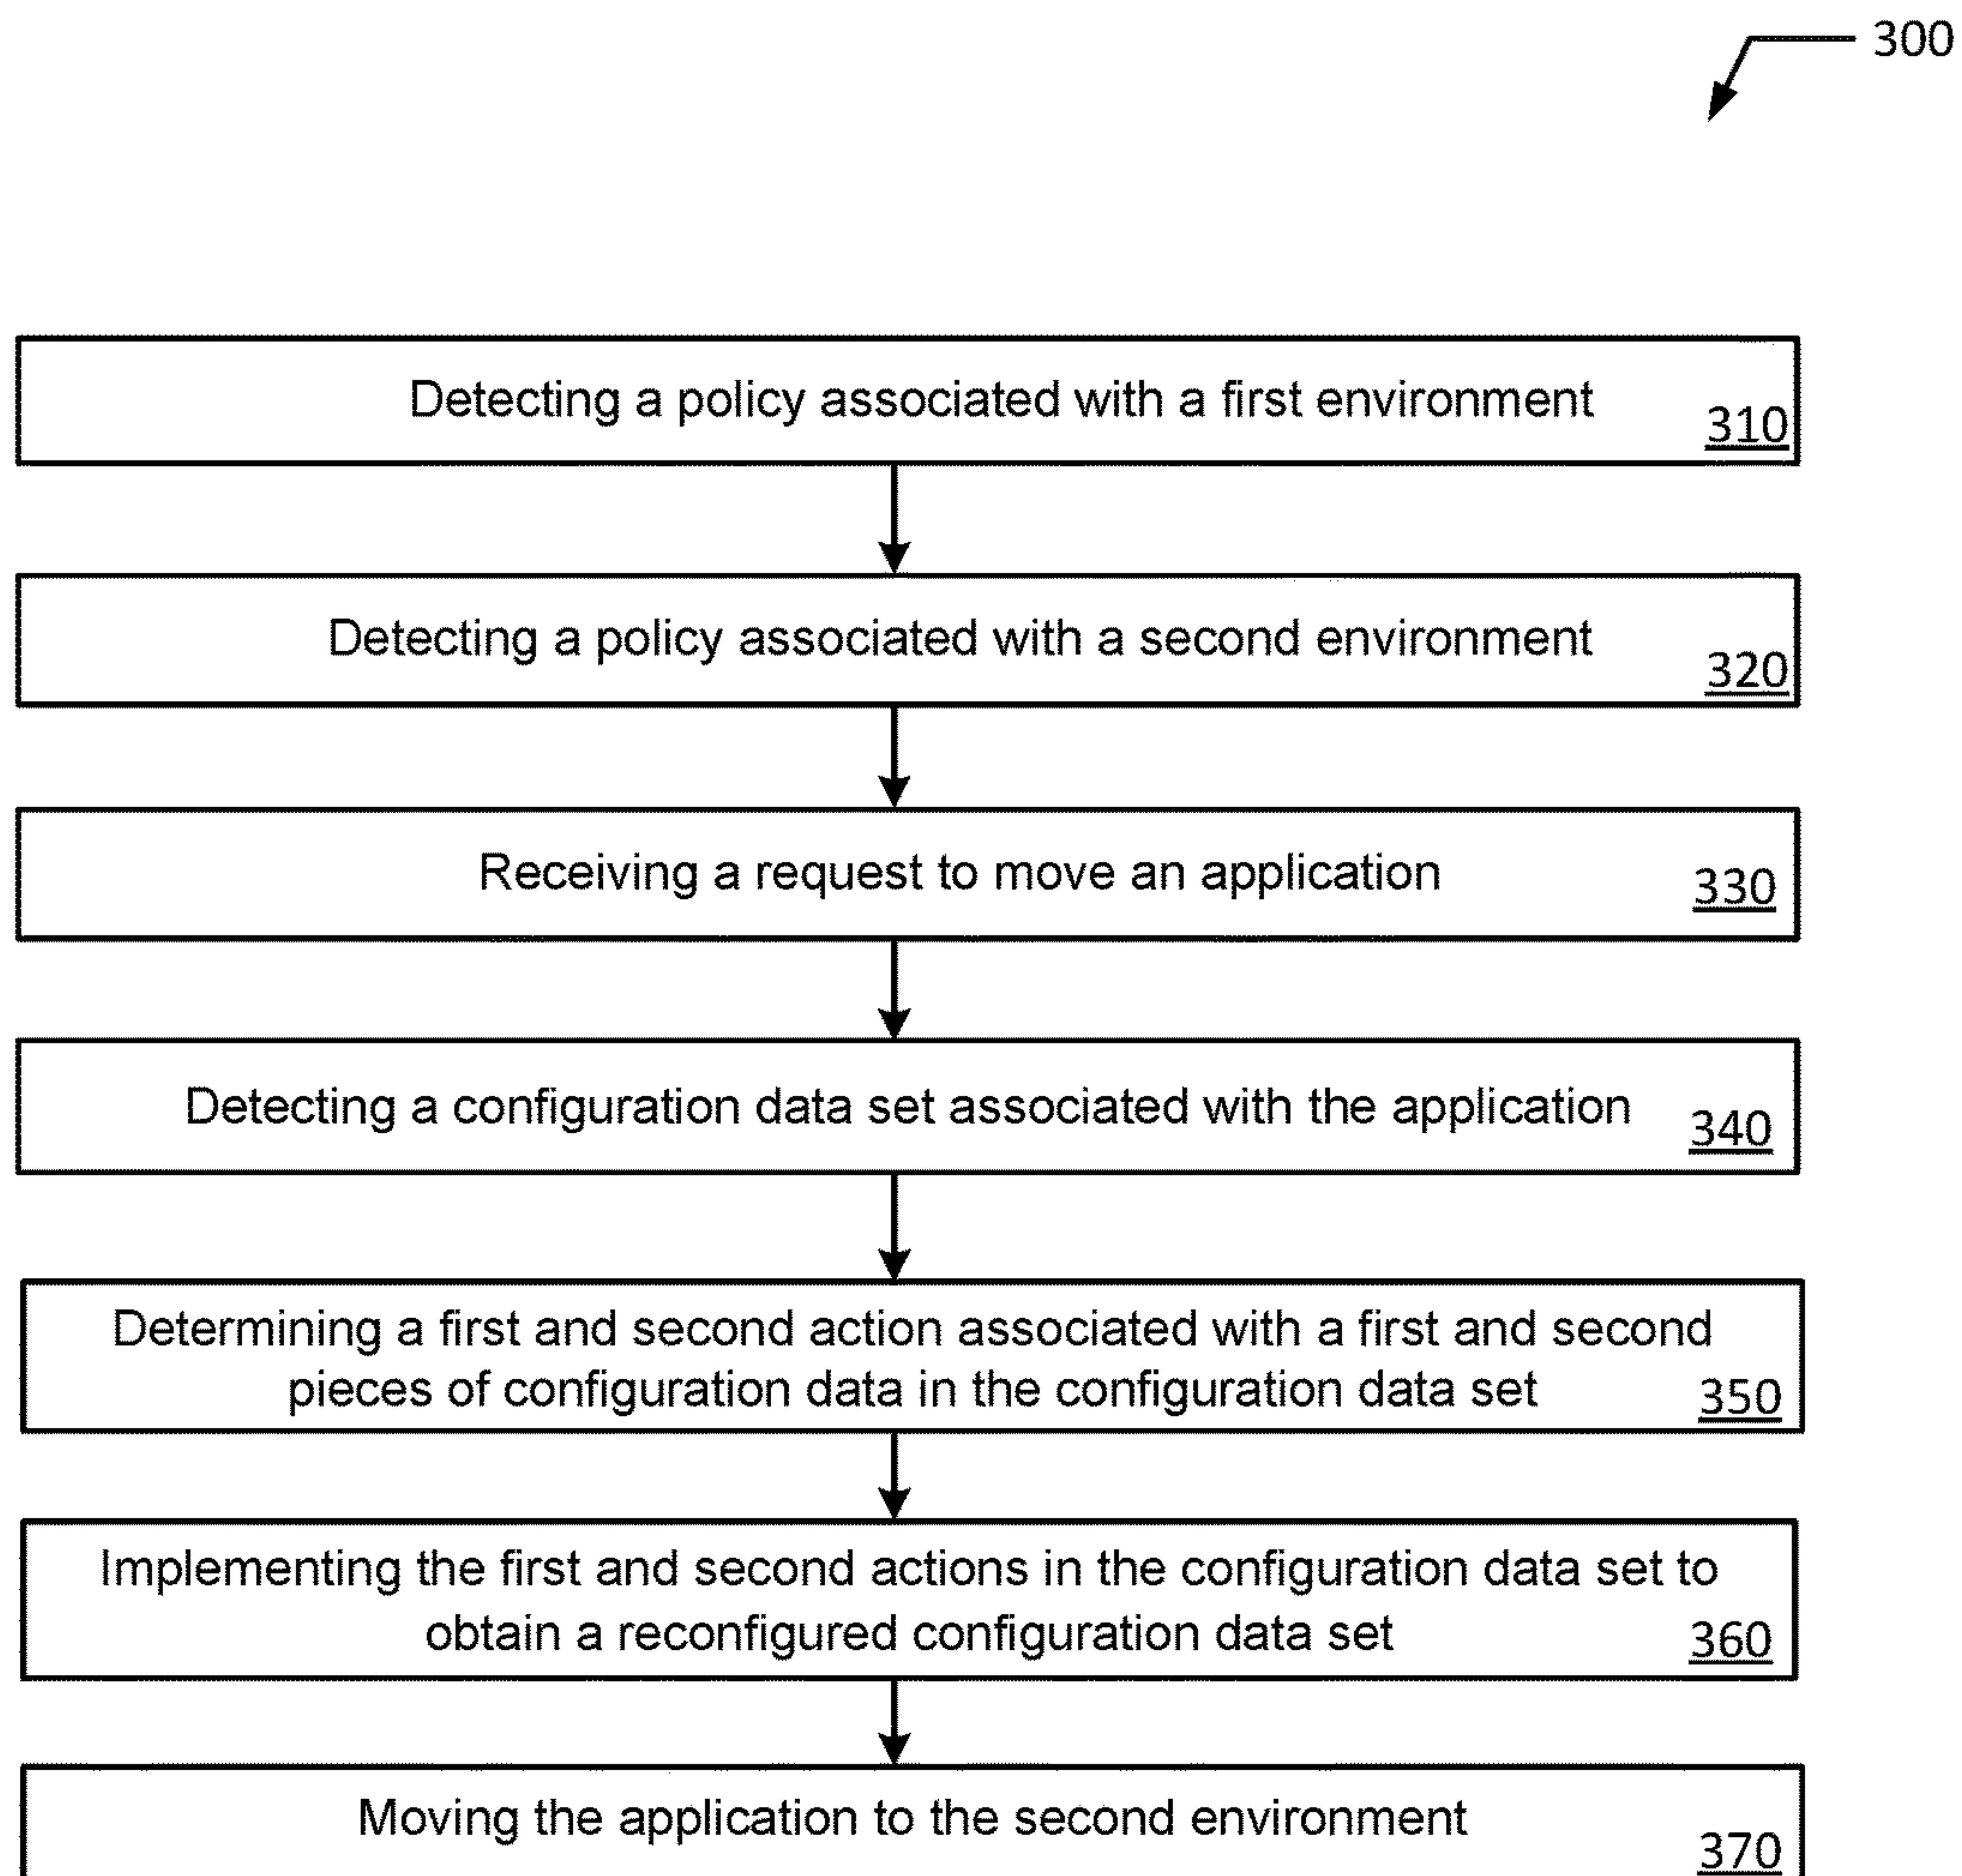 300
Detecting a policy associated with a first environment
310
Detecting a policy associated with a second environment
320
Receiving a request to move an application
330
Detecting a configuration data set associated with the application
340
Determining a first and second action associated with a first and second
pieces of configuration data in the configuration data set
350
Implementing the first and second actions in the configuration data set to
obtain a reconfigured configuration data set
360
Moving the application to the second environment
370